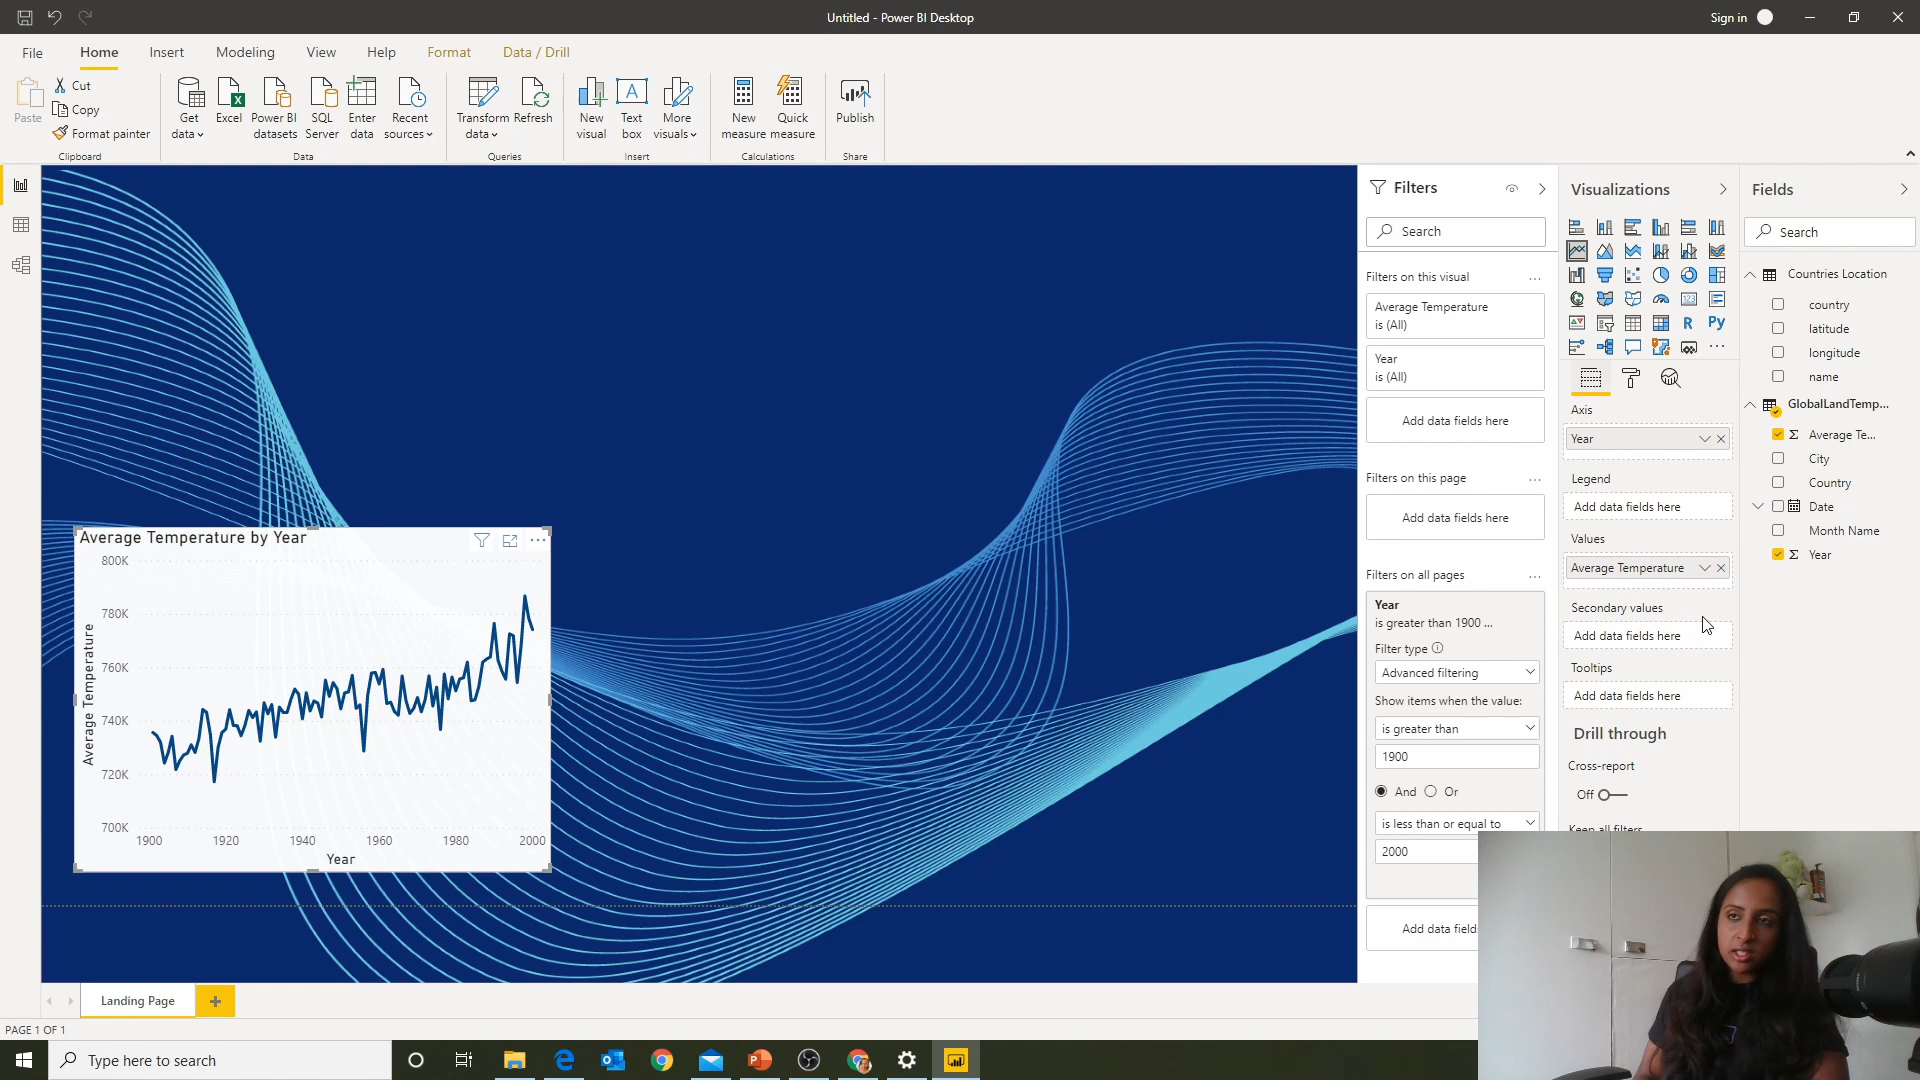 Untitled - Power BI Desktop
Sign in
File
Home
Insert
Modeling
View
Help
Format
Data / Drill
Paste
Cut
Copy
Format painter
Clipboard
Get data
Excel
Power BI datasets
SQL Server
Enter data
Recent sources
Data
Transform data
Refresh
Queries
New visual
Text box
More visuals
Insert
New measure
Quick measure
Calculations
Publish
Share
Average Temperature by Year
800K
780K
760K
740K
720K
700K
Average Temperature
1900
1920
1940
1960
1980
2000
Year
Filters
Search
Filters on this visual
...
Average Temperature
is (All)
Year
is (All)
Add data fields here
Filters on this page
...
Add data fields here
Filters on all pages
...
Year
is greater than 1900 ...
Filter type
Advanced filtering
Show items when the value:
is greater than
1900
And
Or
is less than or equal to
2000
Add data field
Visualizations
R
Py
123
...
Axis
Year
Legend
Add data fields here
Values
Average Temperature
Secondary values
Add data fields here
Tooltips
Add data fields here
Drill through
Cross-report
Off
Keep all filters
Fields
Search
Countries Location
country
latitude
longitude
name
GlobalLandTemp...
Σ Average Te...
City
Country
Date
Month Name
Σ Year
Landing Page
+
PAGE 1 OF 1
Type here to search